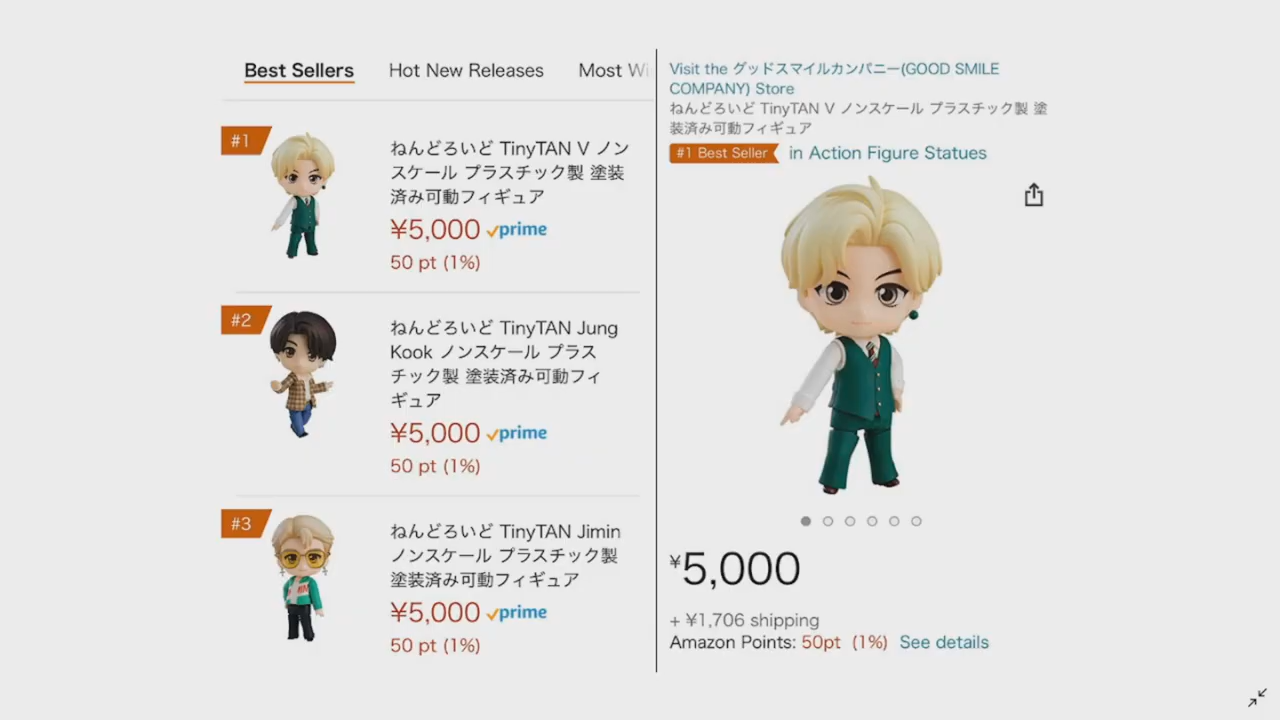 Best Sellers
Hot New Releases
Most Wi
#1
ねんどろいど TinyTAN V ノン
スケール プラスチック製 塗装
済み可動フィギュア
¥5,000 prime
50 pt (1%)
#2
ねんどろいど TinyTAN Jung
Kook ノンスケール プラス
チック製 塗装済み可動フィ
ギュア
¥5,000 prime
50 pt (1%)
#3
ねんどろいど TinyTAN Jimin
ノンスケール プラスチック製
塗装済み可動フィギュア
¥5,000 prime
50 pt (1%)
Visit the グッドスマイルカンパニー(GOOD SMILE
COMPANY) Store
ねんどろいど TinyTAN V ノンスケール プラスチック製 塗
装済み可動フィギュア
#1 Best Seller in Action Figure Statues
¥5,000
+ ¥1,706 shipping
Amazon Points: 50pt (1%) See details